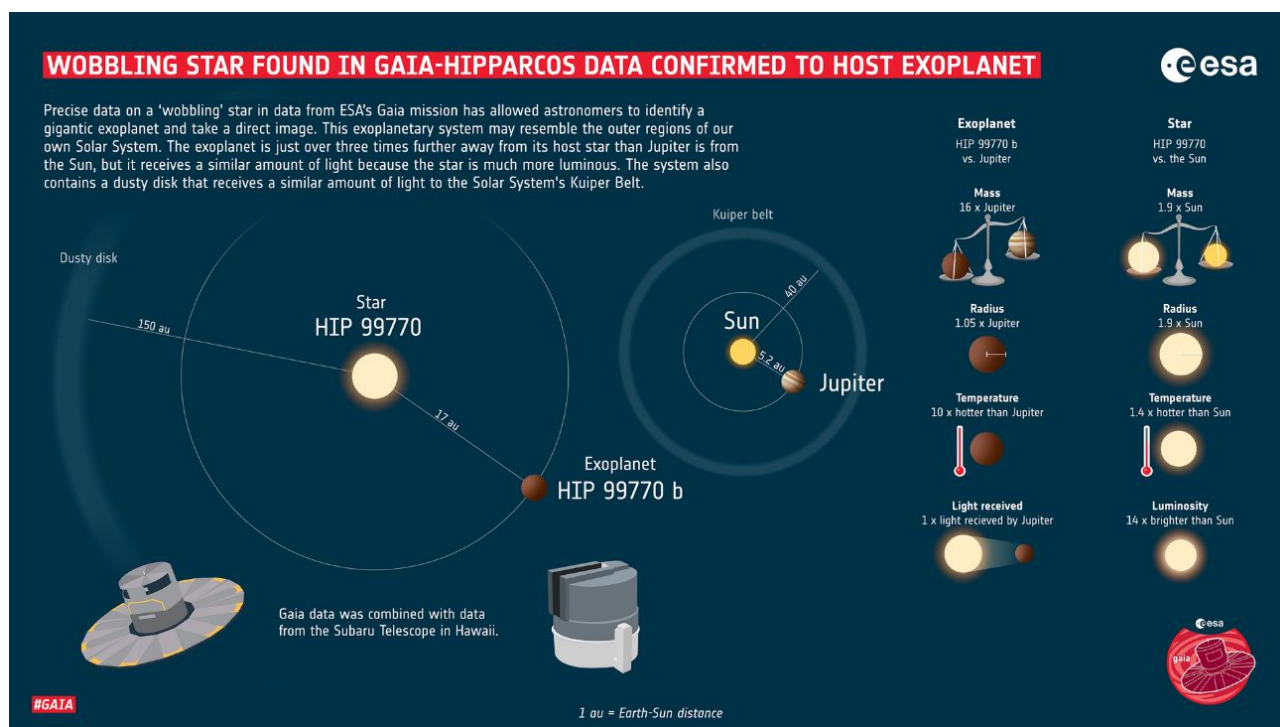 WOBBLING STAR FOUND IN GAIA-HIPPARCOS DATA CONFIRMED TO HOST EXOPLANET
esa
Precise data on a ‘wobbling’ star in data from ESA’s Gaia mission has allowed astronomers to identify a
gigantic exoplanet and take a direct image. This exoplanetary system may resemble the outer regions of our
own Solar System. The exoplanet is just over three times further away from its host star than Jupiter is from
the Sun, but it receives a similar amount of light because the star is much more luminous. The system also
contains a dusty disk that receives a similar amount of light to the Solar System's Kuiper Belt.
Dusty disk
150 au
Star
HIP 99770
17 au
Exoplanet
HIP 99770 b
Kuiper belt
40 au
Sun
5.2 au
Jupiter
Exoplanet
HIP 99770 b
vs. Jupiter
Mass
16 x Jupiter
Radius
1.05 x Jupiter
Temperature
10 x hotter than Jupiter
Light received
1 x light recieved by Jupiter
Star
HIP 99770
vs. the Sun
Mass
1.9 x Sun
Radius
1.9 x Sun
Temperature
1.4 x hotter than Sun
Luminosity
14 x brighter than Sun
Gaia data was combined with data
from the Subaru Telescope in Hawaii.
esa
gaia
#GAIA
1 au = Earth-Sun distance